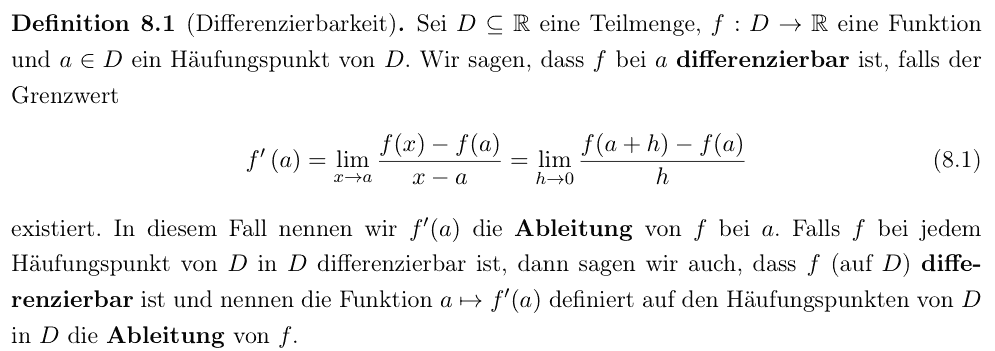 Definition 8.1 (Differenzierbarkeit). Sei D ⊆ ℝ eine Teilmenge, f : D → ℝ eine Funktion
und a ∈ D ein Häufungspunkt von D. Wir sagen, dass f bei a differenzierbar ist, falls der
Grenzwert
f′ (a) = lim_{x→a} \frac{f(x) − f(a)}{x − a} = lim_{h→0} \frac{f(a + h) − f(a)}{h} (8.1)
existiert. In diesem Fall nennen wir f′(a) die Ableitung von f bei a. Falls f bei jedem
Häufungspunkt von D in D differenzierbar ist, dann sagen wir auch, dass f (auf D) diffe-
renzierbar ist und nennen die Funktion a ↦ f′(a) definiert auf den Häufungspunkten von D
in D die Ableitung von f.